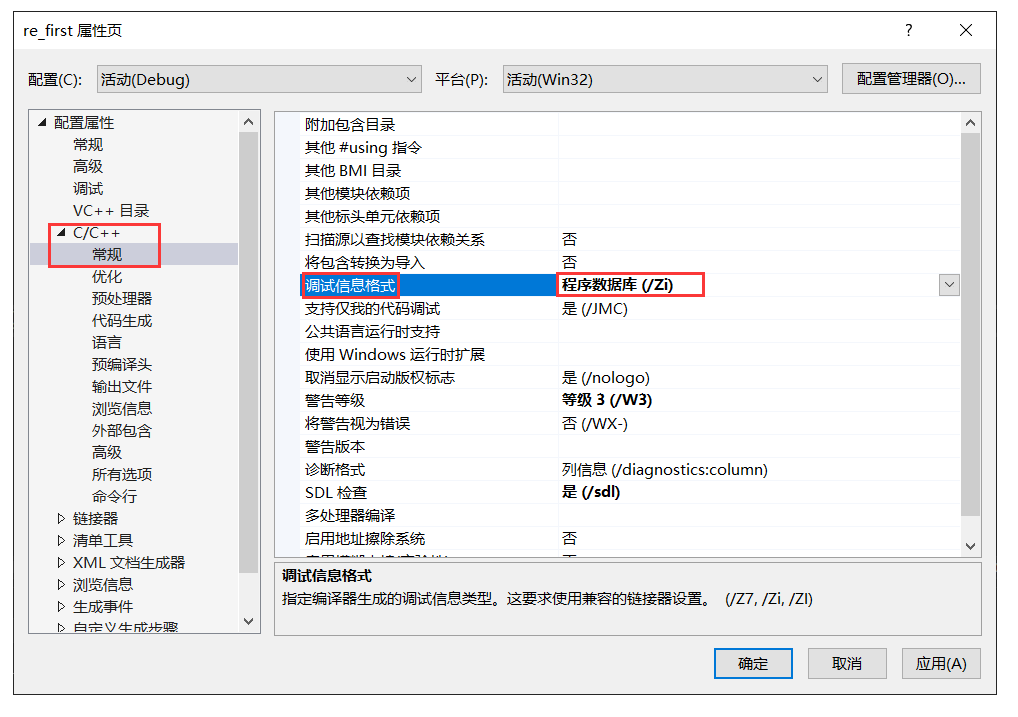 re_first 属性页
?
配置(C):
活动(Debug)
平台(P):
活动(Win32)
配置管理器(O)...
配置属性
常规
高级
调试
VC++ 目录
C/C++
常规
优化
预处理器
代码生成
语言
预编译头
输出文件
浏览信息
外部包含
高级
所有选项
命令行
链接器
清单工具
XML 文档生成器
浏览信息
生成事件
自定义生成步骤
附加包含目录
其他 #using 指令
其他 BMI 目录
其他模块依赖项
其他标头单元依赖项
扫描源以查找模块依赖关系 否
将包含转换为导入 否
调试信息格式 程序数据库 (/Zi)
支持仅我的代码调试 是 (/JMC)
公共语言运行时支持
使用 Windows 运行时扩展
取消显示启动版权标志 是 (/nologo)
警告等级 等级 3 (/W3)
将警告视为错误 否 (/WX-)
警告版本
诊断格式 列信息 (/diagnostics:column)
SDL 检查 是 (/sdl)
多处理器编译
启用地址擦除系统 否
调试信息格式
指定编译器生成的调试信息类型。这要求使用兼容的链接器设置。 (/Z7, /Zi, /ZI)
确定
取消
应用(A)